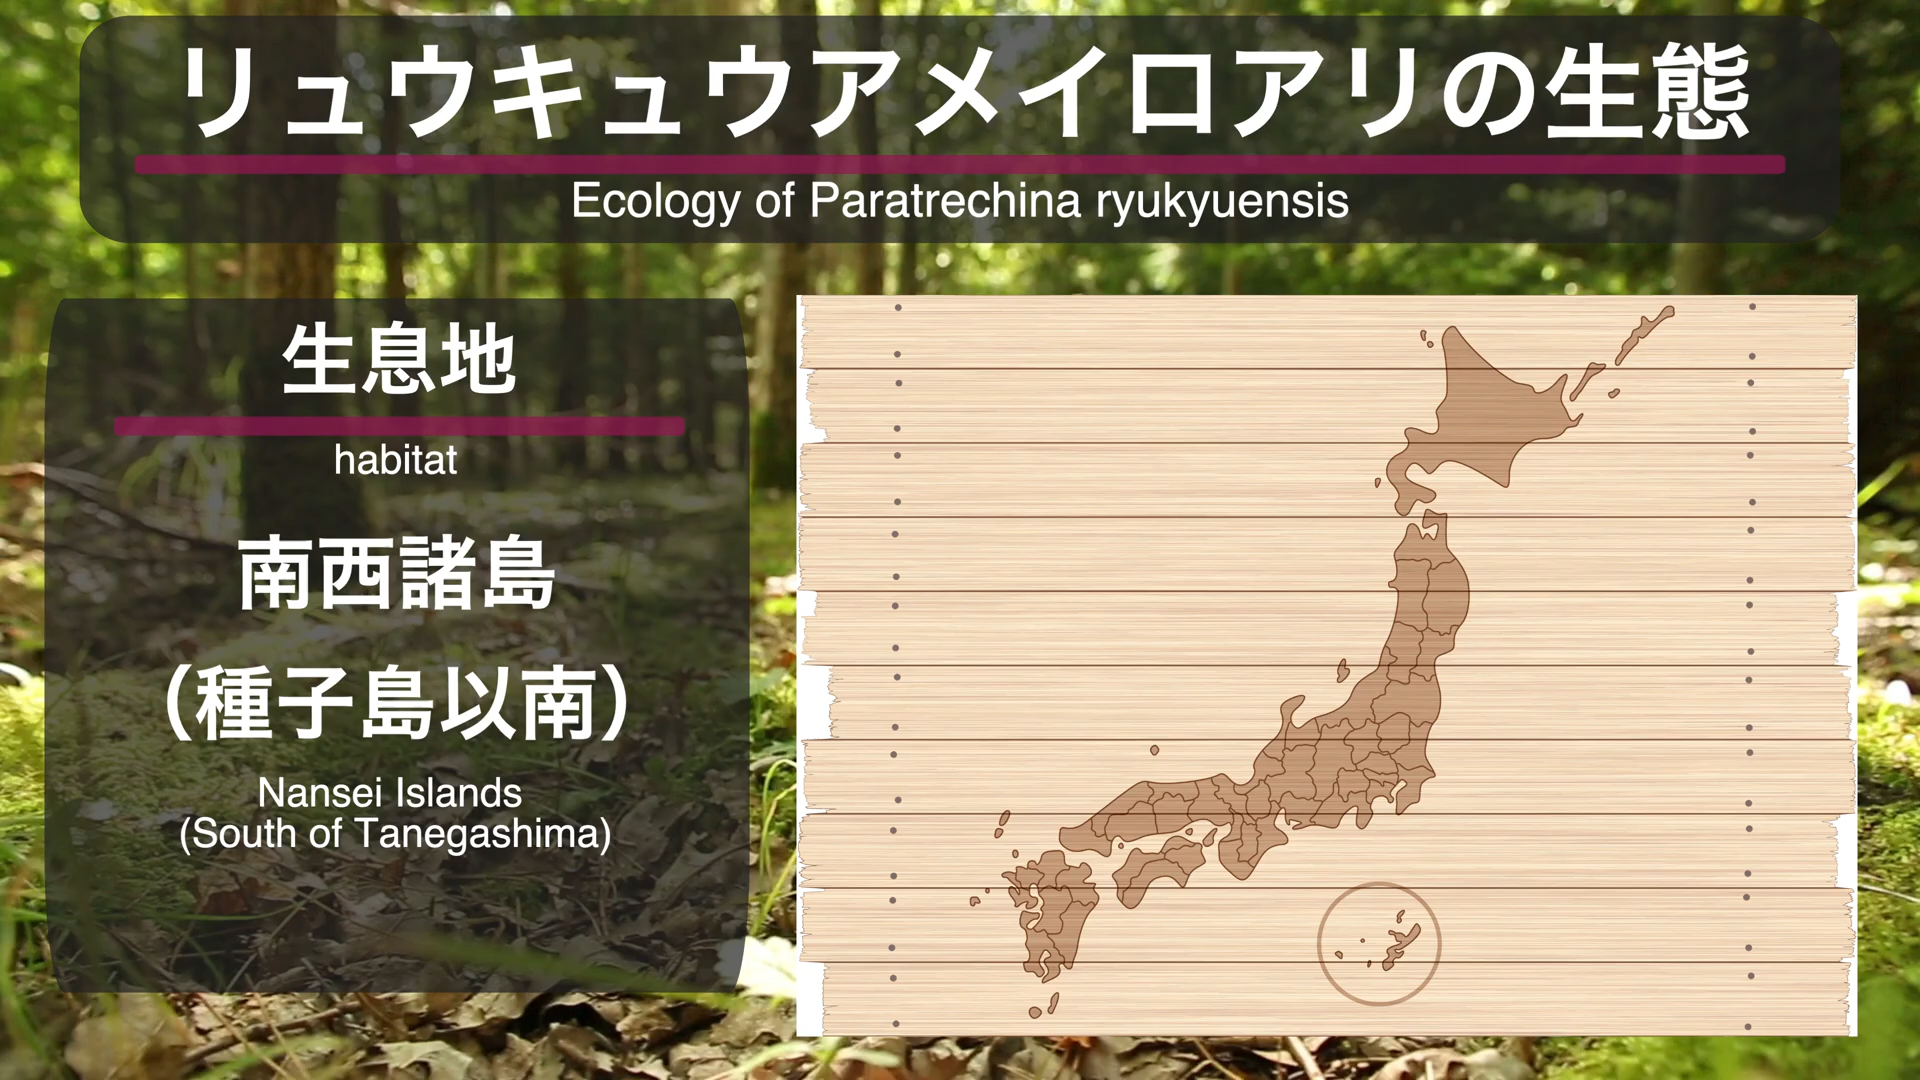 リュウキュウアメイロアリの生態
Ecology of Paratrechina ryukyuensis
生息地
habitat
南西諸島
（種子島以南）
Nansei Islands
(South of Tanegashima)